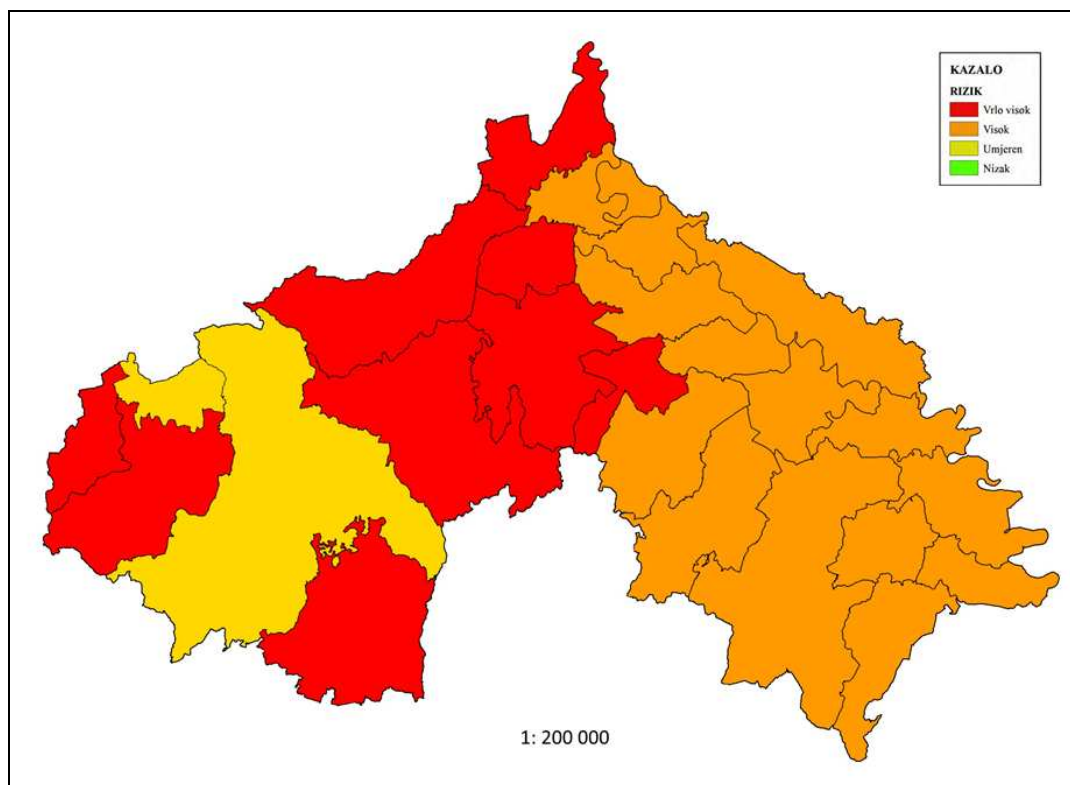 KAZALO
RIZIK
Vrlo visok
Visok
Umjeren
Nizak
1: 200 000